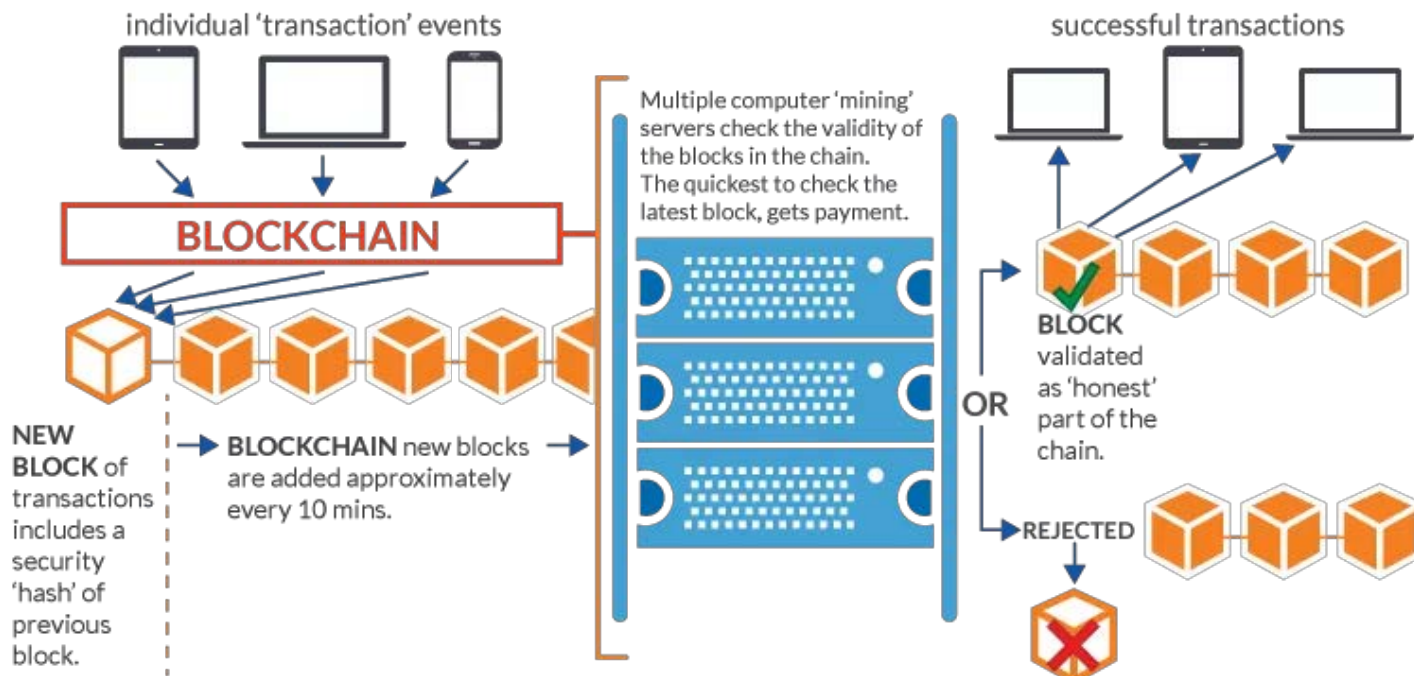 individual ‘transaction’ events
BLOCKCHAIN
NEW
BLOCK of
transactions
includes a
security
‘hash’ of
previous
block.
BLOCKCHAIN new blocks
are added approximately
every 10 mins.
Multiple computer ‘mining’
servers check the validity of
the blocks in the chain.
The quickest to check the
latest block, gets payment.
OR
successful transactions
BLOCK
validated
as ‘honest’
part of the
chain.
REJECTED